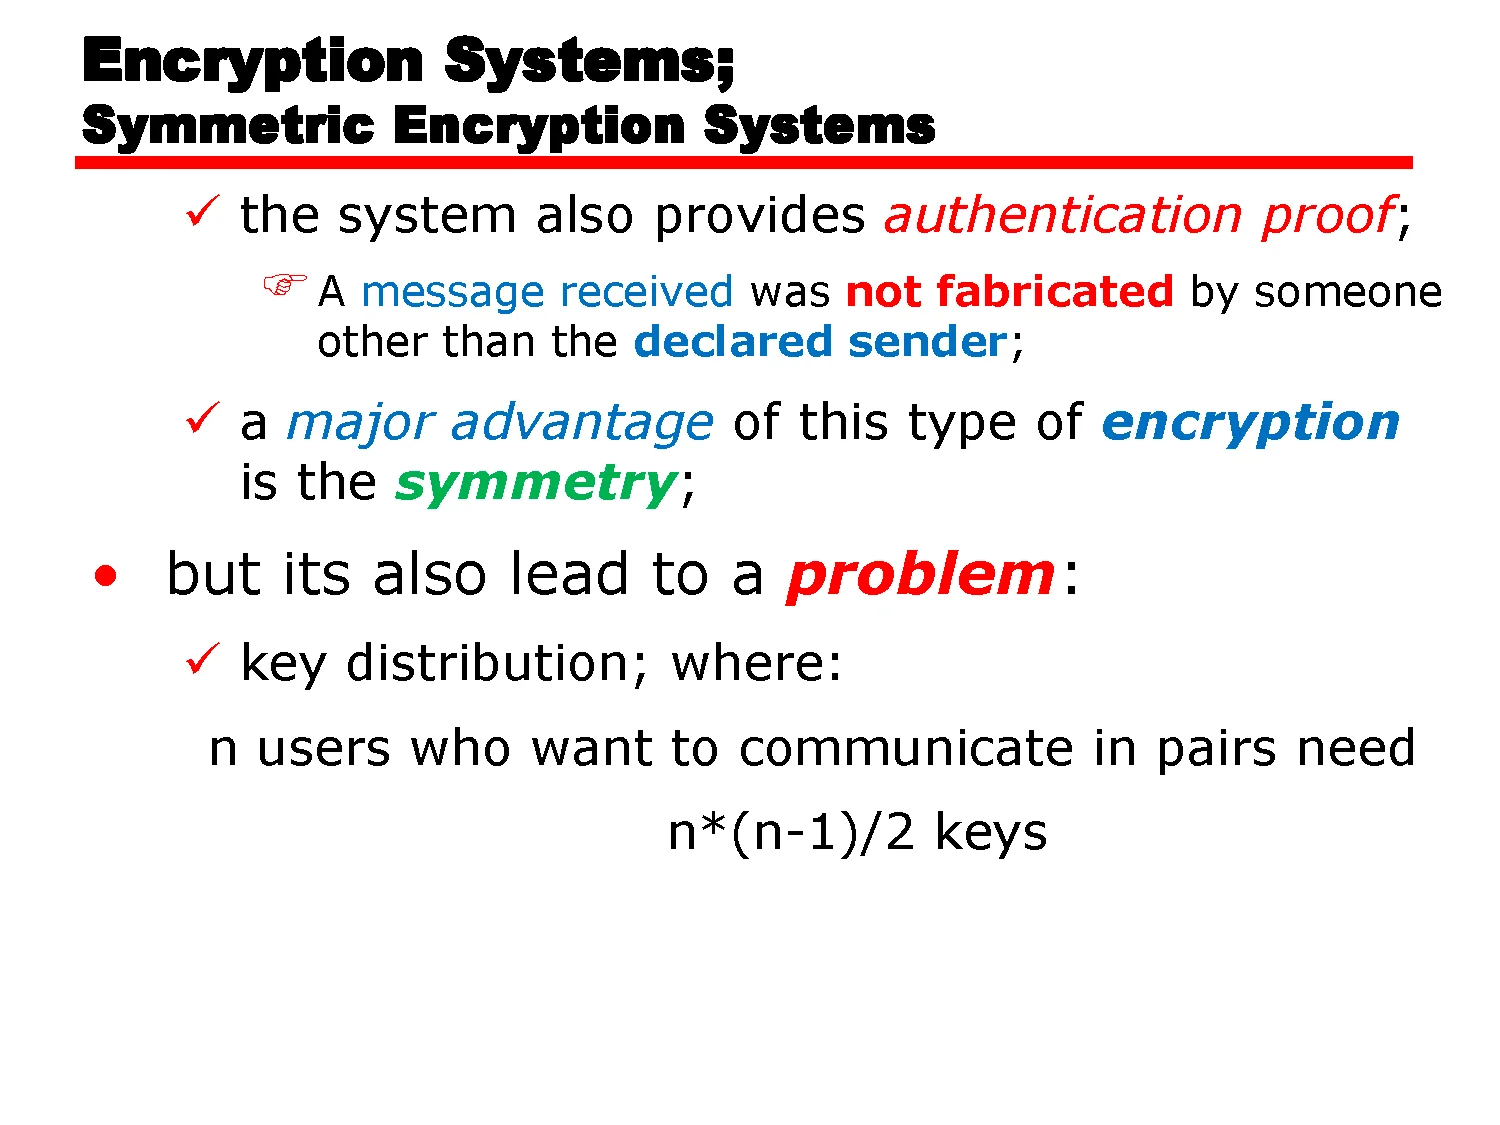 Encryption Systems;
Symmetric Encryption Systems
✓ the system also provides authentication proof;
☞ A message received was not fabricated by someone
other than the declared sender;
✓ a major advantage of this type of encryption
is the symmetry;
• but its also lead to a problem:
✓ key distribution; where:
n users who want to communicate in pairs need
n*(n-1)/2 keys